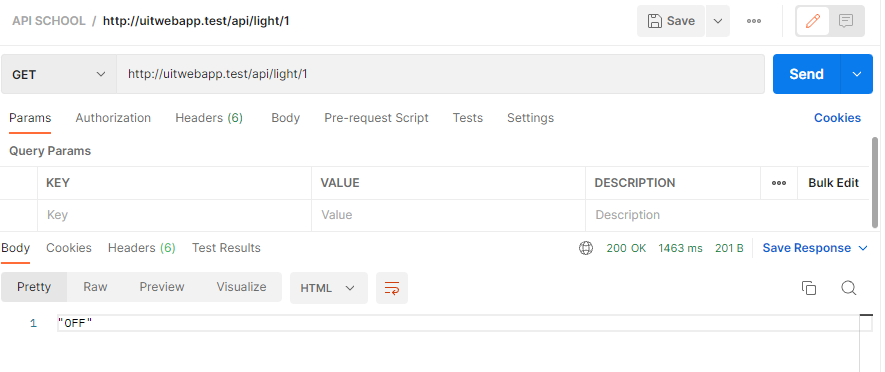 API SCHOOL / http://uitwebapp.test/api/light/1
Save
GET http://uitwebapp.test/api/light/1 Send
Params Authorization Headers (6) Body Pre-request Script Tests Settings Cookies
Query Params
KEY VALUE DESCRIPTION Bulk Edit
Key Value Description
Body Cookies Headers (6) Test Results 200 OK 1463 ms 201 B Save Response
Pretty Raw Preview Visualize HTML
1 "OFF"